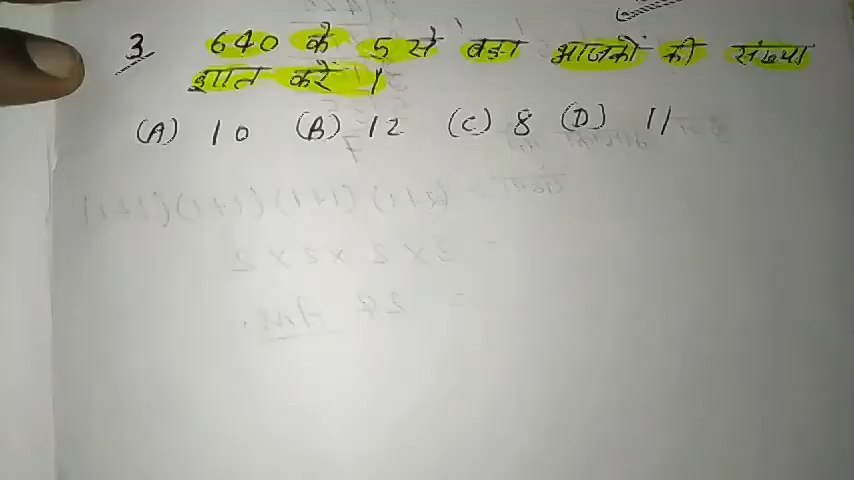 3 640 के 5 से बड़ा भाजकों की संख्या
ज्ञात करें।
(A) 10 (B) 12 (C) 8 (D) 11